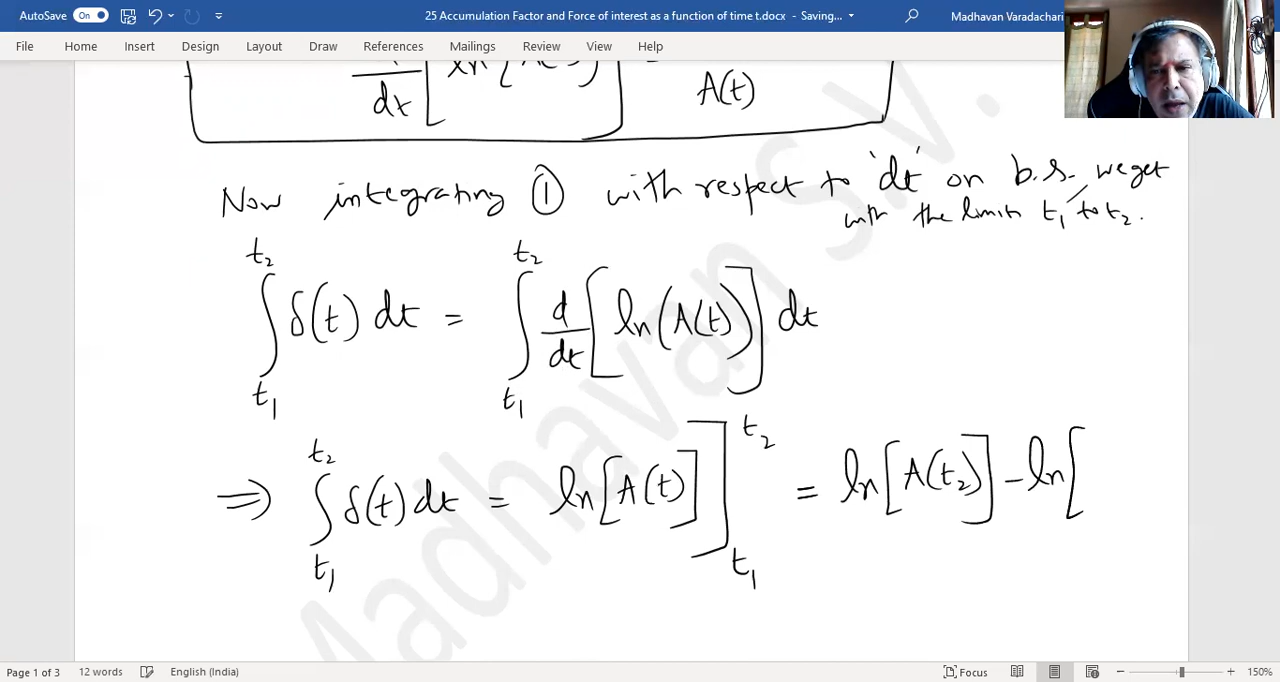 AutoSave On 25 Accumulation Factor and Force of interest as a function of time t.docx - Saving... Madhavan Varadachari
File Home Insert Design Layout Draw References Mailings Review View Help
d/dt [ln[A(t)]] = A(t)
Now integrating ① with respect to 'dt' on b.s. we get
with the limit t₁ to t₂.
∫_{t₁}^{t₂} δ(t) dt = ∫_{t₁}^{t₂} d/dt [ln(A(t))] dt
⇒ ∫_{t₁}^{t₂} δ(t) dt = ln[A(t)]]_{t₁}^{t₂} = ln[A(t₂)] - ln[
Madhavan S.V.
Page 1 of 3 12 words English (India) Focus 150%